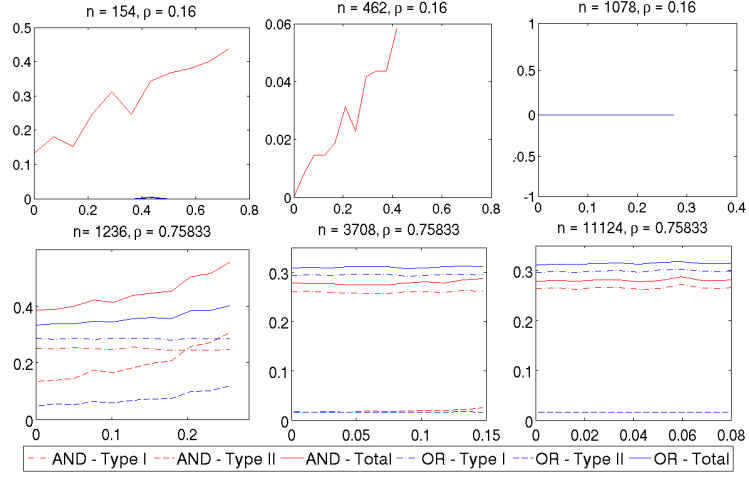 n = 154, ρ = 0.16
n = 462, ρ = 0.16
n = 1078, ρ = 0.16
0.5
0.4
0.3
0.2
0.1
0
0 0.2 0.4 0.6 0.8
0.06
0.04
0.02
0
0 0.2 0.4 0.6 0.8
1
0.5
0
.5
-1
0 0.1 0.2 0.3 0.4
n= 1236, ρ = 0.75833
n = 3708, ρ = 0.75833
n = 11124, ρ = 0.75833
0.4
0.2
0
0 0.1 0.2
0.3
0.2
0.1
0
0 0.05 0.1 0.15
0.3
0.2
0.1
0
0 0.02 0.04 0.06 0.08
AND - Type I AND - Type II AND - Total OR - Type I OR - Type II OR - Total